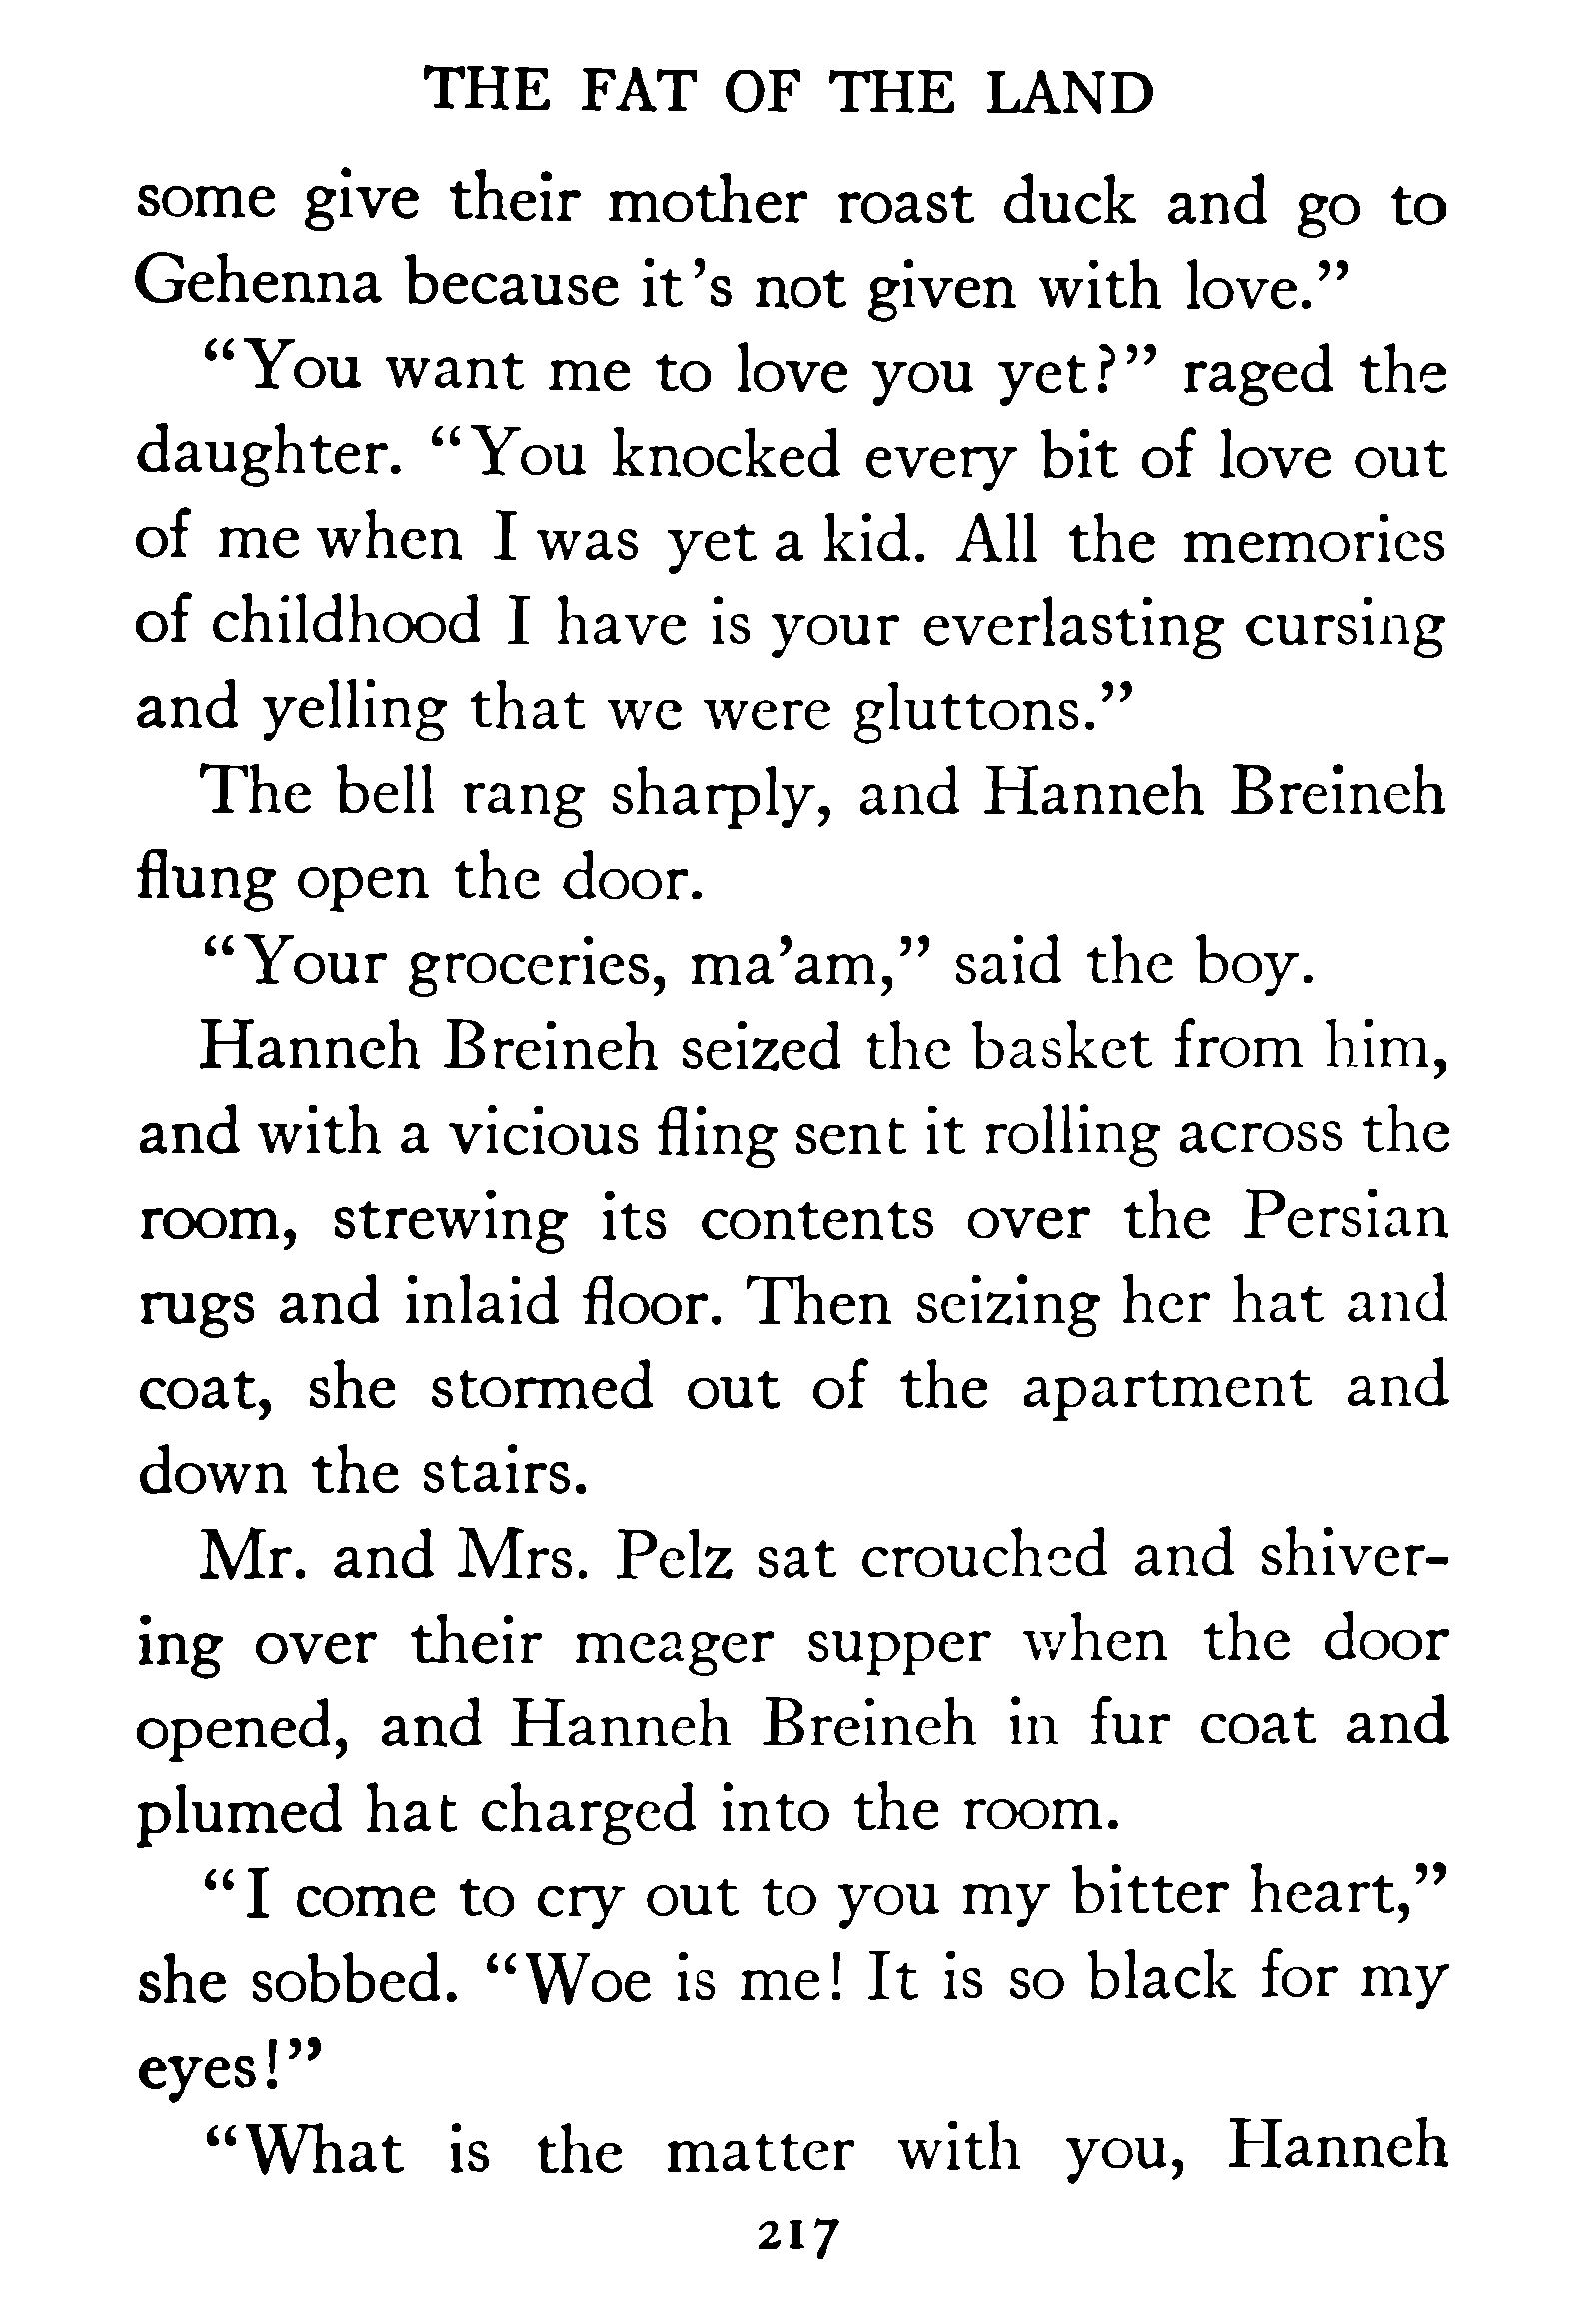 THE FAT OF THE LAND
some give their mother roast duck and go to
Gehenna because it's not given with love."
"You want me to love you yet?" raged the
daughter. "You knocked every bit of love out
of me when I was yet a kid. All the memories
of childhood I have is your everlasting cursing
and yelling that we were gluttons."
The bell rang sharply, and Hanneh Breineh
flung open the door.
"Your groceries, ma'am," said the boy.
Hanneh Breineh seized the basket from him,
and with a vicious fling sent it rolling across the
room, strewing its contents over the Persian
rugs and inlaid floor. Then seizing her hat and
coat, she stormed out of the apartment and
down the stairs.
Mr. and Mrs. Pelz sat crouched and shiver-
ing over their meager supper when the door
opened, and Hanneh Breineh in fur coat and
plumed hat charged into the room.
"I come to cry out to you my bitter heart,"
she sobbed. "Woe is me! It is so black for my
eyes!"
"What is the matter with you, Hanneh
217